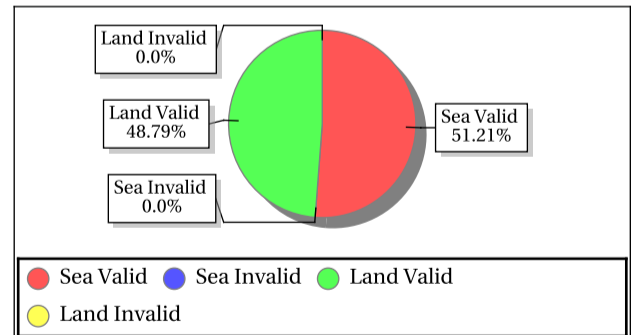 Land Invalid
0.0%
Land Valid
48.79%
Sea Valid
51.21%
Sea Invalid
0.0%
Sea Valid Sea Invalid Land Valid
Land Invalid